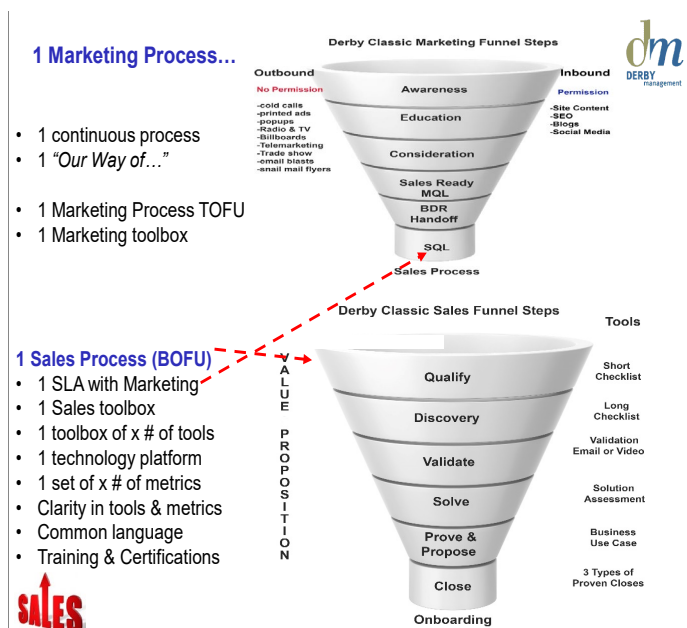 1 Marketing Process…
• 1 continuous process
• 1 “Our Way of…”
• 1 Marketing Process TOFU
• 1 Marketing toolbox
Derby Classic Marketing Funnel Steps
Outbound
No Permission
-cold calls
-printed ads
-popups
-Radio & TV
-Billboards
-Telemarketing
-Trade show
-email blasts
-snail mail flyers
Awareness
Education
Consideration
Sales Ready
MQL
BDR
Handoff
SQL
Sales Process
Inbound
Permission
-Site Content
-SEO
-Blogs
-Social Media
dm
DERBY
management
1 Sales Process (BOFU)
• 1 SLA with Marketing
• 1 Sales toolbox
• 1 toolbox of x # of tools
• 1 technology platform
• 1 set of x # of metrics
• Clarity in tools & metrics
• Common language
• Training & Certifications
SALES
VALUE PROPOSITION
Derby Classic Sales Funnel Steps
Qualify
Discovery
Validate
Solve
Prove &
Propose
Close
Onboarding
Tools
Short
Checklist
Long
Checklist
Validation
Email or Video
Solution
Assessment
Business
Use Case
3 Types of
Proven Closes